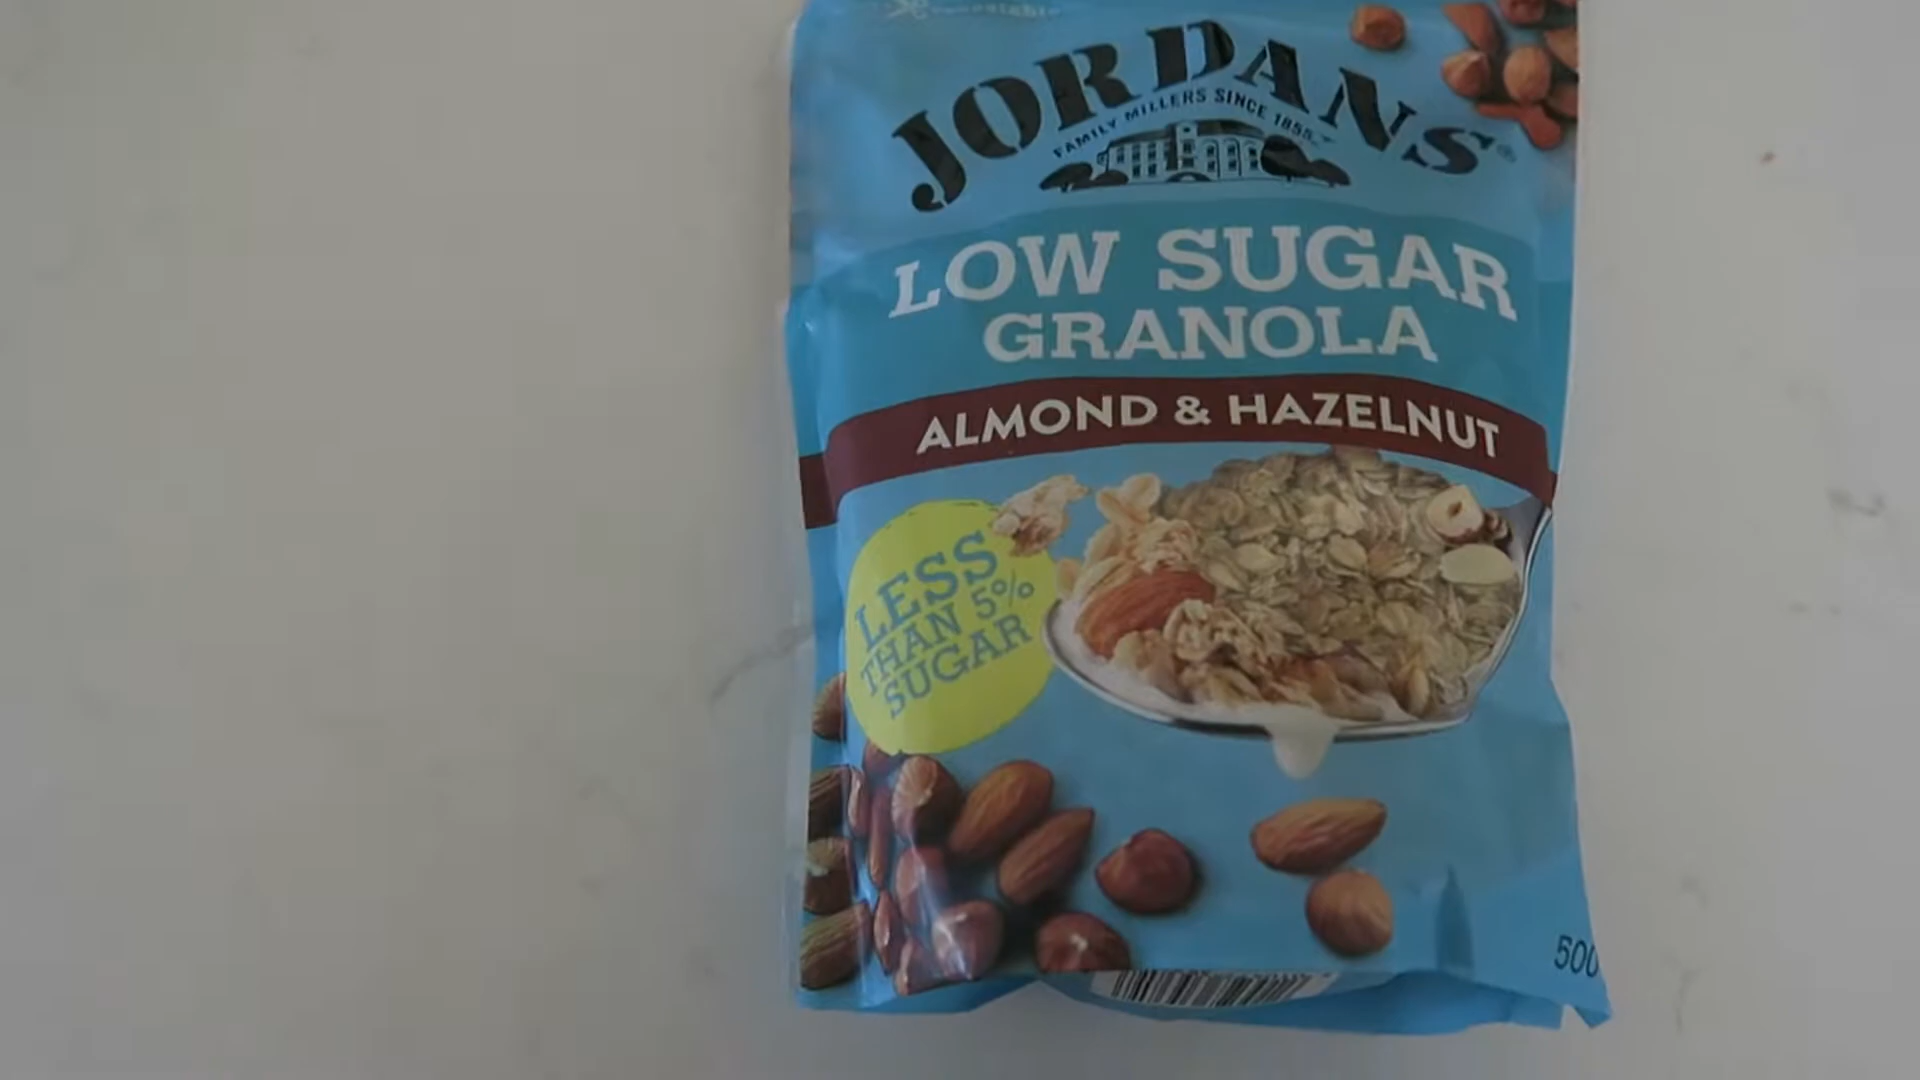 JORDANS®
FAMILY MILLERS SINCE 1855
LOW SUGAR
GRANOLA
ALMOND & HAZELNUT
LESS
THAN 5%
SUGAR
500